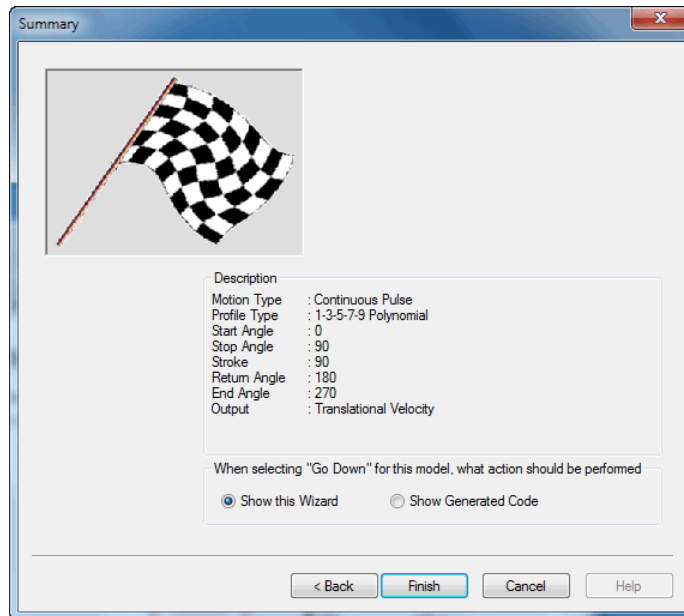 Summary
Description
Motion Type : Continuous Pulse
Profile Type : 1-3-5-7-9 Polynomial
Start Angle : 0
Stop Angle : 90
Stroke : 90
Return Angle : 180
End Angle : 270
Output : Translational Velocity
When selecting "Go Down" for this model, what action should be performed
Show this Wizard Show Generated Code
< Back Finish Cancel Help